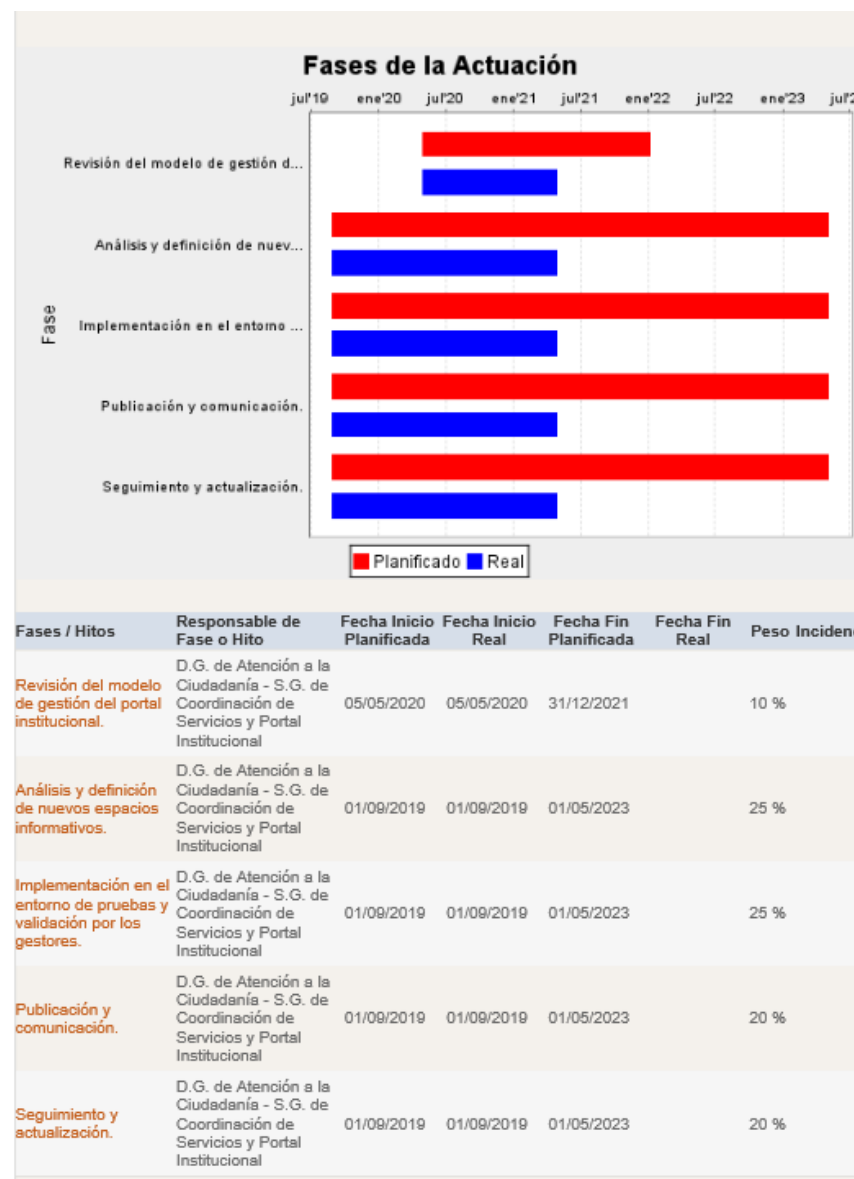 Fases de la Actuación
jul'19 ene'20 jul'20 ene'21 jul'21 ene'22 jul'22 ene'23
Revisión del modelo de gestión d...
Análisis y definición de nuev...
Implementación en el entorno ...
Publicación y comunicación.
Seguimiento y actualización.
Fase
Planificado Real
Fases / Hitos
Responsable de
Fase o Hito
Fecha Inicio
Planificada
Fecha Inicio
Real
Fecha Fin
Planificada
Fecha Fin
Real
Peso
Revisión del modelo
de gestión del portal
institucional.
D.G. de Atención a la
Ciudadanía - S.G. de
Coordinación de
Servicios y Portal
Institucional
05/05/2020 05/05/2020 31/12/2021 10 %
Análisis y definición
de nuevos espacios
informativos.
D.G. de Atención a la
Ciudadanía - S.G. de
Coordinación de
Servicios y Portal
Institucional
01/09/2019 01/09/2019 01/05/2023 25 %
Implementación en el
entorno de pruebas y
validación por los
gestores.
D.G. de Atención a la
Ciudadanía - S.G. de
Coordinación de
Servicios y Portal
Institucional
01/09/2019 01/09/2019 01/05/2023 25 %
Publicación y
comunicación.
D.G. de Atención a la
Ciudadanía - S.G. de
Coordinación de
Servicios y Portal
Institucional
01/09/2019 01/09/2019 01/05/2023 20 %
Seguimiento y
actualización.
D.G. de Atención a la
Ciudadanía - S.G. de
Coordinación de
Servicios y Portal
Institucional
01/09/2019 01/09/2019 01/05/2023 20 %